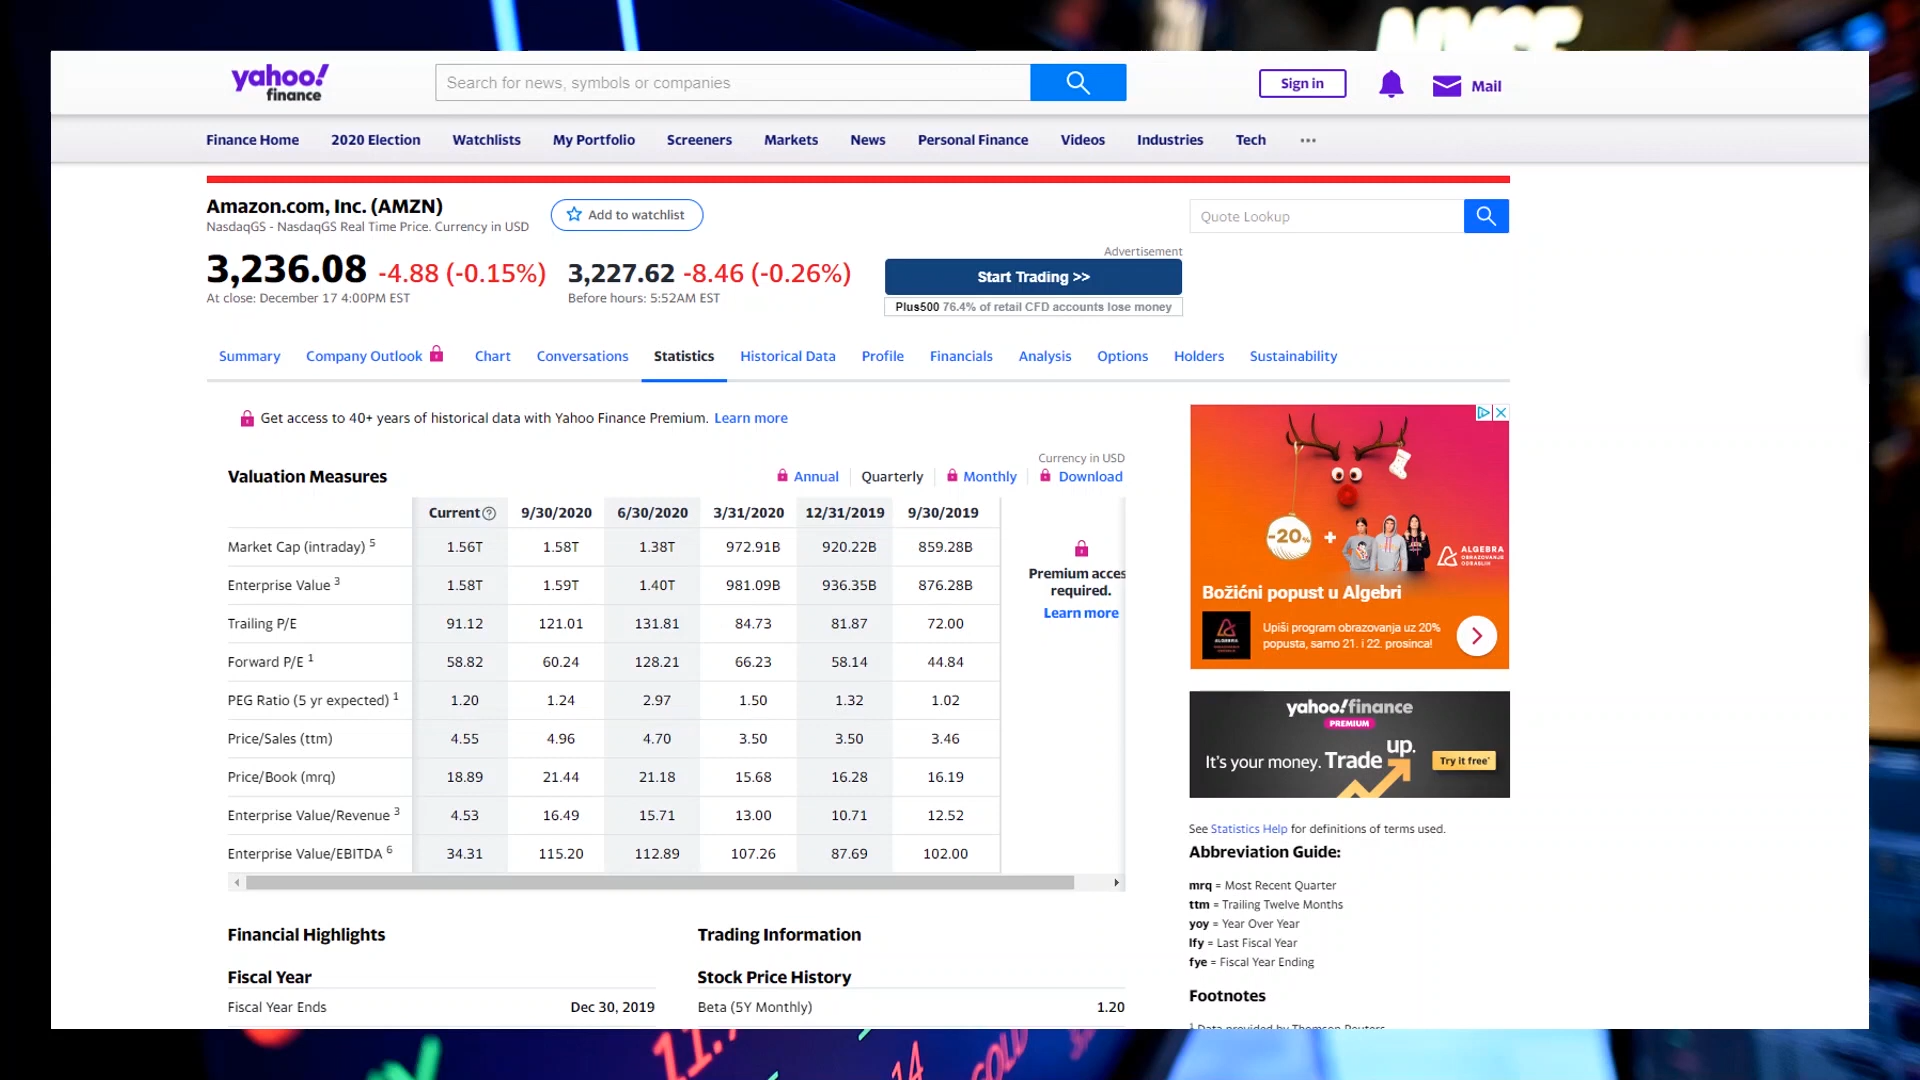 yahoo!
finance
Search for news, symbols or companies
Sign in
Mail
Finance Home 2020 Election Watchlists My Portfolio Screeners Markets News Personal Finance Videos Industries Tech ...
Amazon.com, Inc. (AMZN)
NasdaqGS - NasdaqGS Real Time Price. Currency in USD
Add to watchlist
Quote Lookup
3,236.08 -4.88 (-0.15%)
At close: December 17 4:00PM EST
3,227.62 -8.46 (-0.26%)
Before hours: 5:52AM EST
Advertisement
Start Trading >>
Plus500 76.4% of retail CFD accounts lose money
Summary Company Outlook Chart Conversations Statistics Historical Data Profile Financials Analysis Options Holders Sustainability
Get access to 40+ years of historical data with Yahoo Finance Premium. Learn more
Currency in USD
Valuation Measures Annual Quarterly Monthly Download
Current 9/30/2020 6/30/2020 3/31/2020 12/31/2019 9/30/2019
Market Cap (intraday) 5 1.56T 1.58T 1.38T 972.91B 920.22B 859.28B
Enterprise Value 3 1.58T 1.59T 1.40T 981.09B 936.35B 876.28B
Trailing P/E 91.12 121.01 131.81 84.73 81.87 72.00
Forward P/E 1 58.82 60.24 128.21 66.23 58.14 44.84
PEG Ratio (5 yr expected) 1 1.20 1.24 2.97 1.50 1.32 1.02
Price/Sales (ttm) 4.55 4.96 4.70 3.50 3.50 3.46
Price/Book (mrq) 18.89 21.44 21.18 15.68 16.28 16.19
Enterprise Value/Revenue 3 4.53 16.49 15.71 13.00 10.71 12.52
Enterprise Value/EBITDA 6 34.31 115.20 112.89 107.26 87.69 102.00
Premium acces
required.
Learn more
Financial Highlights
Fiscal Year
Fiscal Year Ends Dec 30, 2019
Trading Information
Stock Price History
Beta (5Y Monthly) 1.20
-20%
+
ALGEBRA
Božićni popust u Algebri
Upiši program obrazovanja uz 20%
popusta, samo 21. i 22. prosinca!
yahoo!finance
PREMIUM
It's your money. Trade up.
Try it free*
See Statistics Help for definitions of terms used.
Abbreviation Guide:
mrq = Most Recent Quarter
ttm = Trailing Twelve Months
yoy = Year Over Year
lfy = Last Fiscal Year
fye = Fiscal Year Ending
Footnotes
1 Data provided by Thomson Reuters
14
GOLD